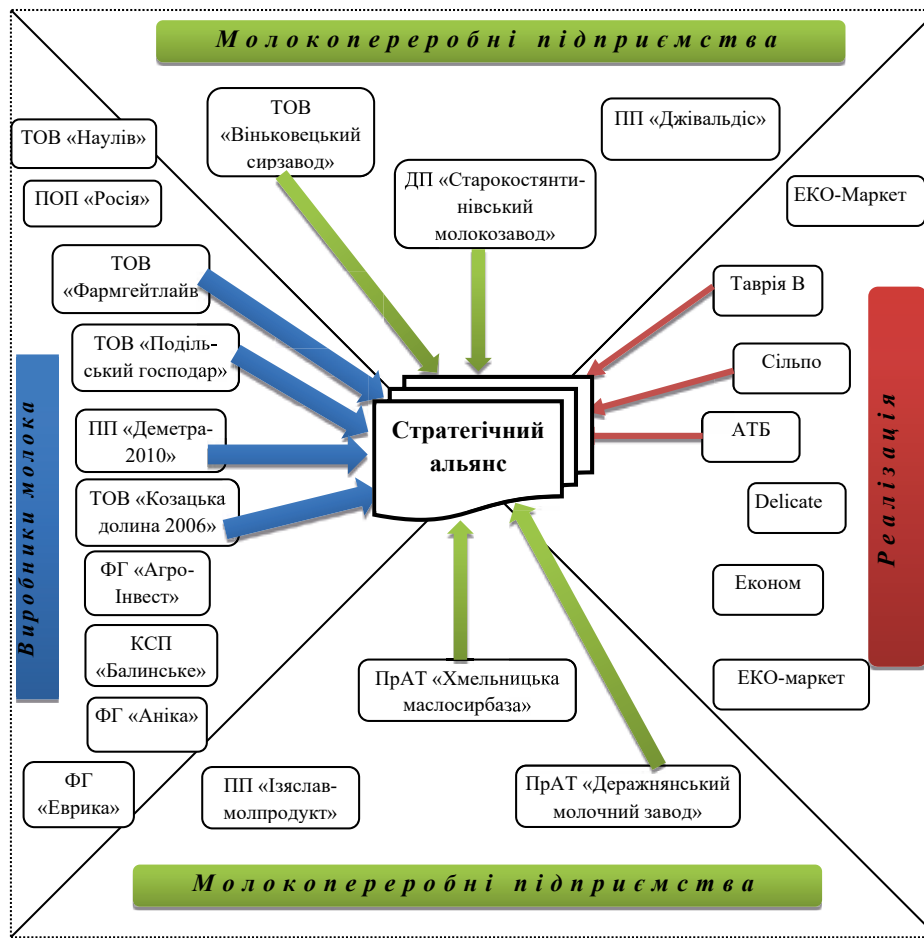 Молокопереробні підприємства
ТОВ
«Віньковецький
сирзавод»
ПП «Джівальдіс»
ТОВ «Наулів»
ДП «Старокостянти-
нівський
молокозавод»
ПОП «Росія»
ЕКО-Маркет
ТОВ
«Фармгейтлайв
Таврія В
ТОВ «Поділь-
ський господар»
Сільпо
Виробники молока
Реалізація
Стратегічний
альянс
ПП «Деметра-
2010»
АТБ
ТОВ «Козацька
долина 2006»
Delicate
ФГ «Агро-
Інвест»
Економ
КСП
«Балинське»
ПрАТ «Хмельницька
маслосирбаза»
ЕКО-маркет
ФГ «Аніка»
ФГ
«Еврика»
ПП «Ізяслав-
молпродукт»
ПрАТ «Деражнянський
молочний завод»
Молокопереробні підприємства